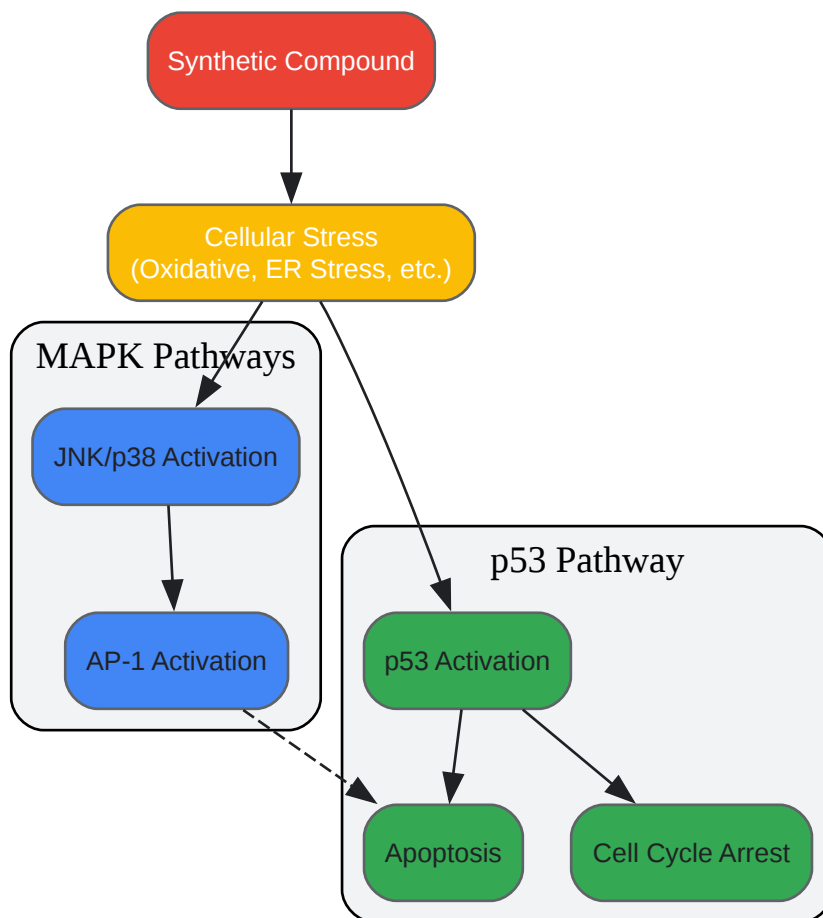 Synthetic Compound
Cellular Stress
(Oxidative, ER Stress, etc.)
MAPK Pathways
JNK/p38 Activation
AP-1 Activation
p53 Pathway
p53 Activation
Apoptosis
Cell Cycle Arrest